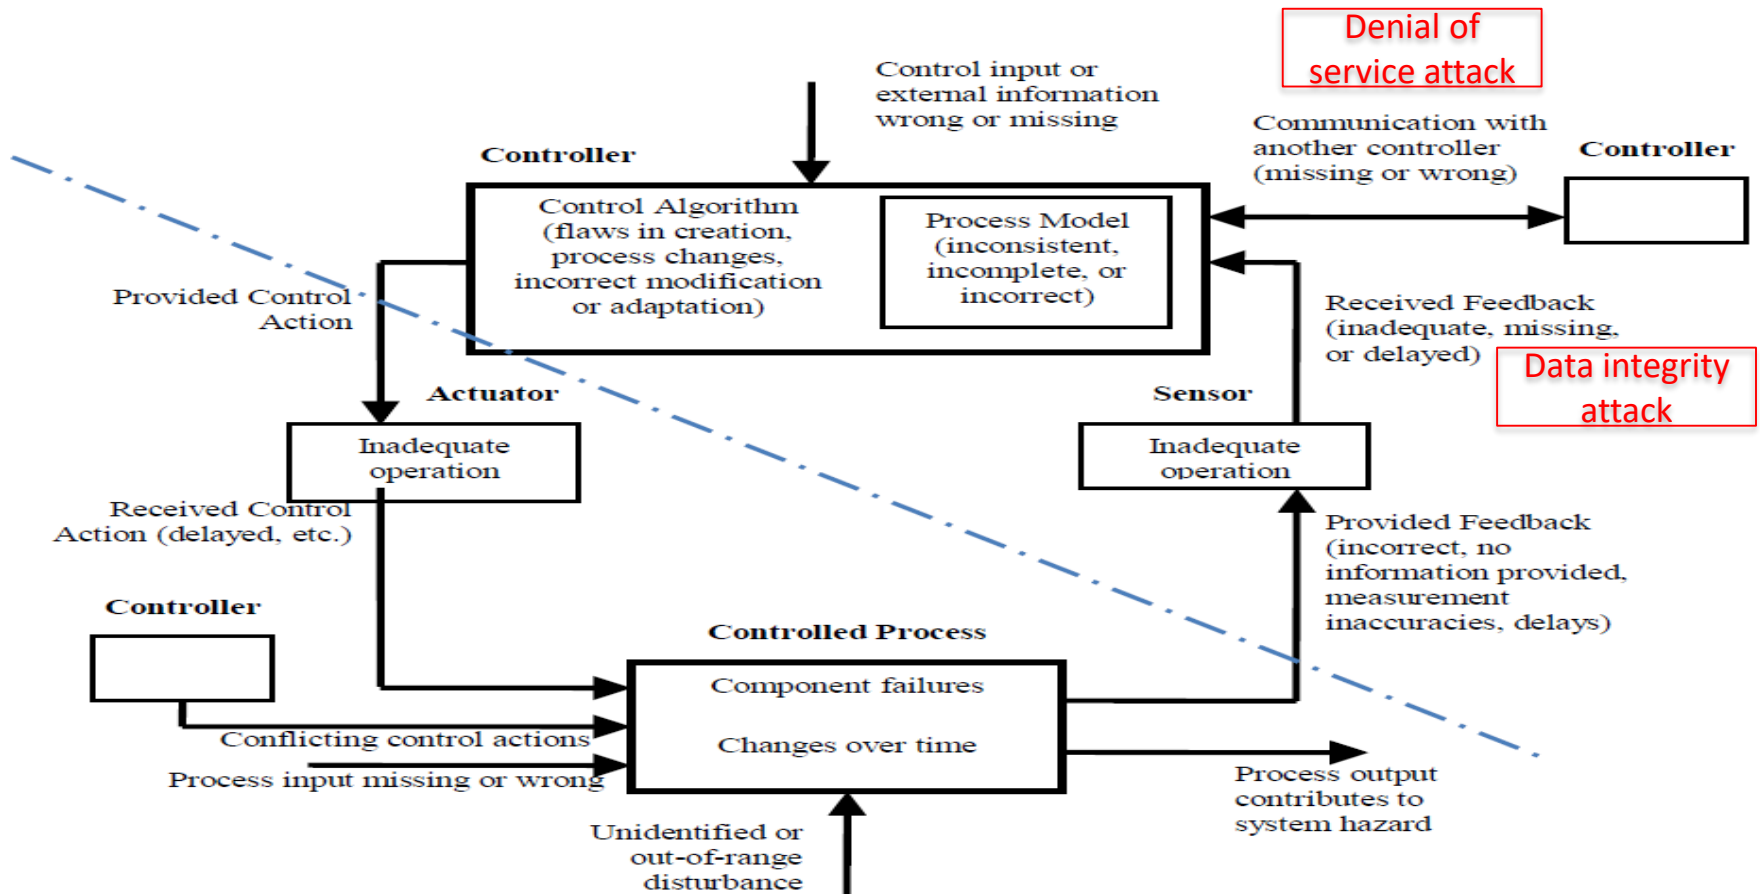 Denial of
service attack
Control input or
external information
wrong or missing
Communication with
another controller
(missing or wrong)
Controller
Controller
Control Algorithm
(flaws in creation,
process changes,
incorrect modification
or adaptation)
Process Model
(inconsistent,
incomplete, or
incorrect)
Provided Control
Action
Received Feedback
(inadequate, missing,
or delayed)
Data integrity
attack
Actuator
Inadequate
operation
Sensor
Inadequate
operation
Received Control
Action (delayed, etc.)
Provided Feedback
(incorrect, no
information provided,
measurement
inaccuracies, delays)
Controller
Controlled Process
Component failures
Changes over time
Conflicting control actions
Process input missing or wrong
Process output
contributes to
system hazard
Unidentified or
out-of-range
disturbance